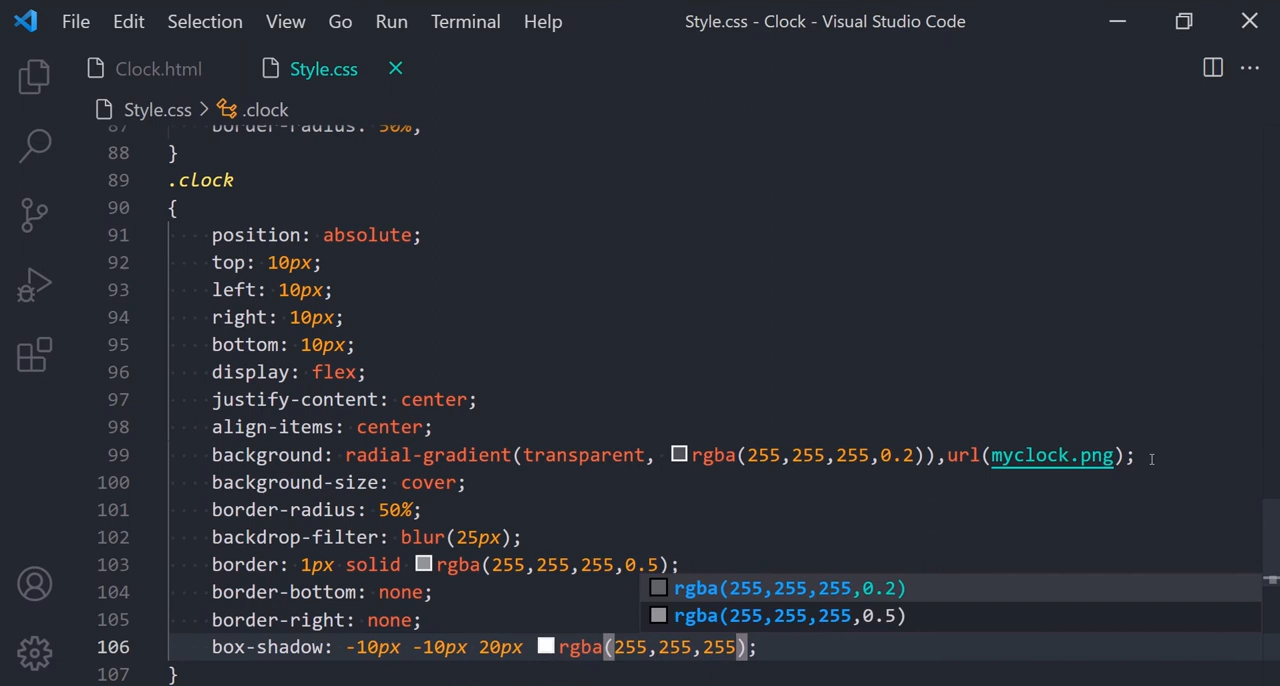 File Edit Selection View Go Run Terminal Help Style.css - Clock - Visual Studio Code
Clock.html Style.css
Style.css > .clock
87 border-radius: 50%;
88 }
89 .clock
90 {
91 position: absolute;
92 top: 10px;
93 left: 10px;
94 right: 10px;
95 bottom: 10px;
96 display: flex;
97 justify-content: center;
98 align-items: center;
99 background: radial-gradient(transparent, rgba(255,255,255,0.2)),url(myclock.png);
100 background-size: cover;
101 border-radius: 50%;
102 backdrop-filter: blur(25px);
103 border: 1px solid rgba(255,255,255,0.5);
104 border-bottom: none;
rgba(255,255,255,0.2)
105 border-right: none;
rgba(255,255,255,0.5)
106 box-shadow: -10px -10px 20px rgba(255,255,255);
107 }